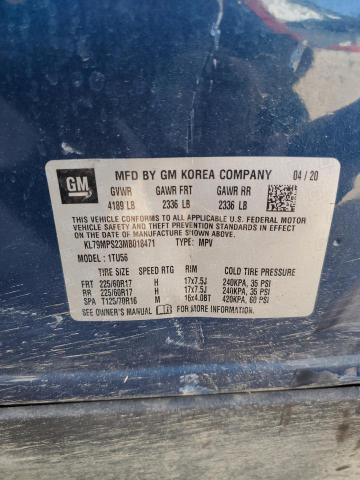 GM
MFD BY GM KOREA COMPANY 04 / 20
GVWR GAWR FRT GAWR RR
4189 LB 2336 LB 2336 LB
THIS VEHICLE CONFORMS TO ALL APPLICABLE U.S. FEDERAL MOTOR
VEHICLE SAFETY, BUMPER, AND
THEFT PREVENTION STANDARDS IN EFFECT ON THE DATE OF
MANUFACTURE SHOWN ABOVE.
KL79MPS23MB018471 TYPE: MPV
MODEL : 1TU56
TIRE SIZE SPEED RTG RIM COLD TIRE PRESSURE
FRT 225/60R17 H 17x7.5J 240KPA, 35 PSI
RR 225/60R17 H 17x7.5J 240KPA, 35 PSI
SPA T125/70R16 M 16x4.0BT 420KPA, 60 PSI
SEE OWNER'S MANUAL FOR MORE INFORMATION.